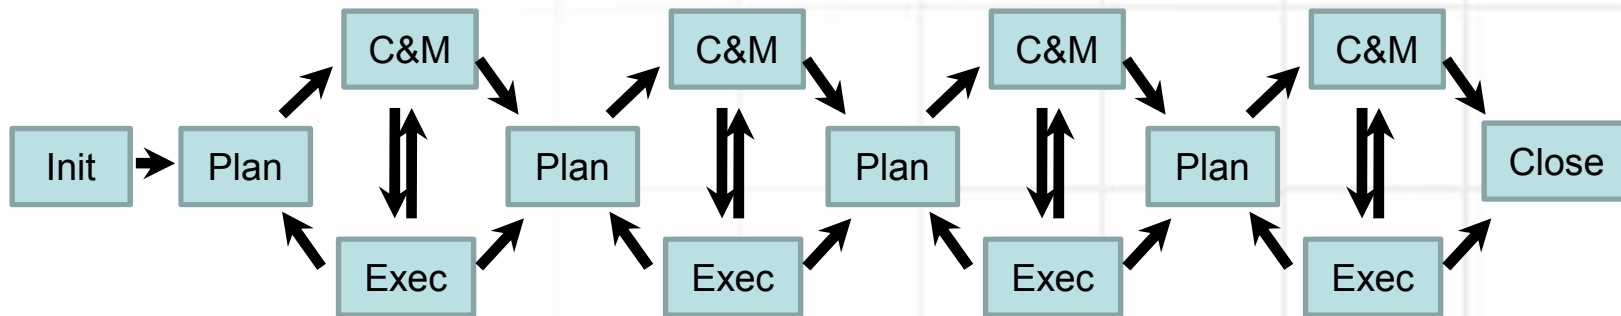 C&M C&M C&M C&M
Init Plan Plan Plan Plan Close
Exec Exec Exec Exec